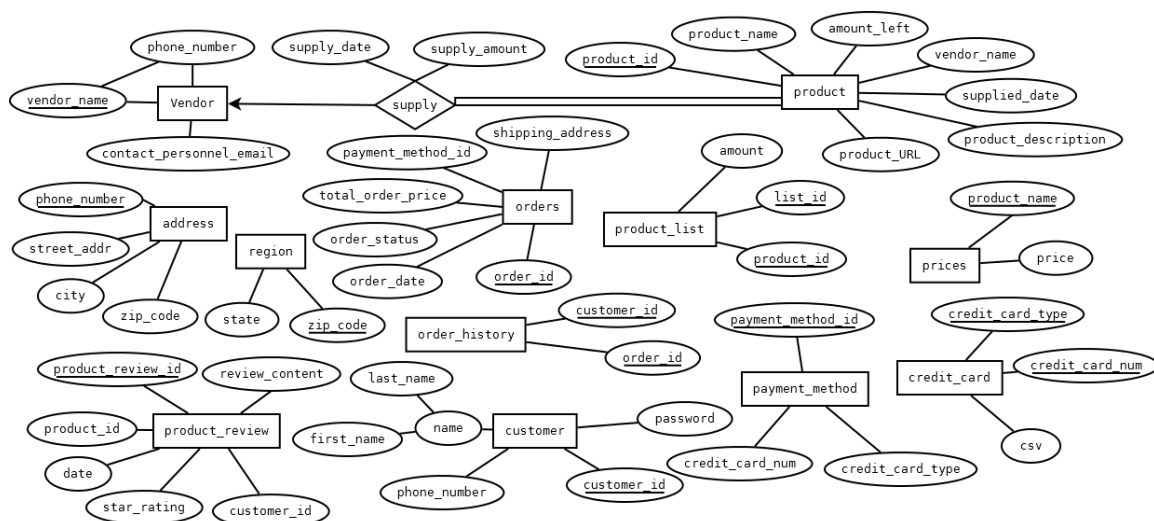 phone_number
supply_date
supply_amount
product_name
amount_left
product_id
vendor_name
vendor_name
Vendor
supply
product
supplied_date
contact_personnel_email
payment_method_id
shipping_address
amount
product_URL
product_description
phone_number
total_order_price
list_id
product_name
address
orders
street_addr
order_status
region
product_list
product_id
prices
price
city
order_date
order_id
zip_code
state
zip_code
customer_id
order_history
payment_method_id
credit_card_type
order_id
product_review_id
review_content
last_name
payment_method
credit_card
credit_card_num
product_id
product_review
first_name
name
customer
password
date
credit_card_num
credit_card_type
csv
star_rating
customer_id
phone_number
customer_id